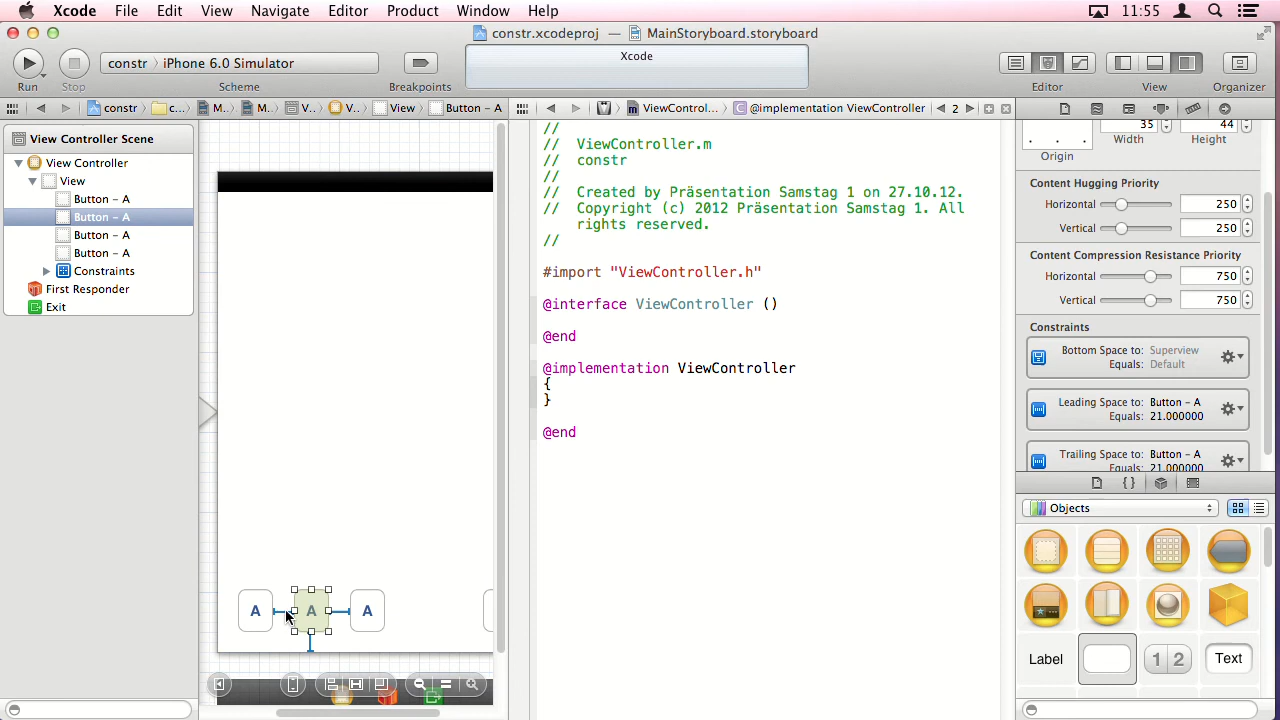 Xcode File Edit View Navigate Editor Product Window Help 11:55
constr.xcodeproj — MainStoryboard.storyboard
constr iPhone 6.0 Simulator
Xcode
Run Stop Scheme Breakpoints Editor View Organizer
constr c... M.. M.. V.. V.. View Button - A
ViewControl... @implementation ViewController 2
View Controller Scene
View Controller
View
Button - A
Button - A
Button - A
Button - A
Constraints
First Responder
Exit
A A A
//
// ViewController.m
// constr
//
// Created by Präsentation Samstag 1 on 27.10.12.
// Copyright (c) 2012 Präsentation Samstag 1. All
rights reserved.
//
#import "ViewController.h"
@interface ViewController ()
@end
@implementation ViewController
{
}
@end
35 44
Width Height
Origin
Content Hugging Priority
Horizontal 250
Vertical 250
Content Compression Resistance Priority
Horizontal 750
Vertical 750
Constraints
Bottom Space to: Superview
Equals: Default
Leading Space to: Button - A
Equals: 21.000000
Trailing Space to: Button - A
Equals: 21.000000
{ }
Objects
Label 1 2 Text